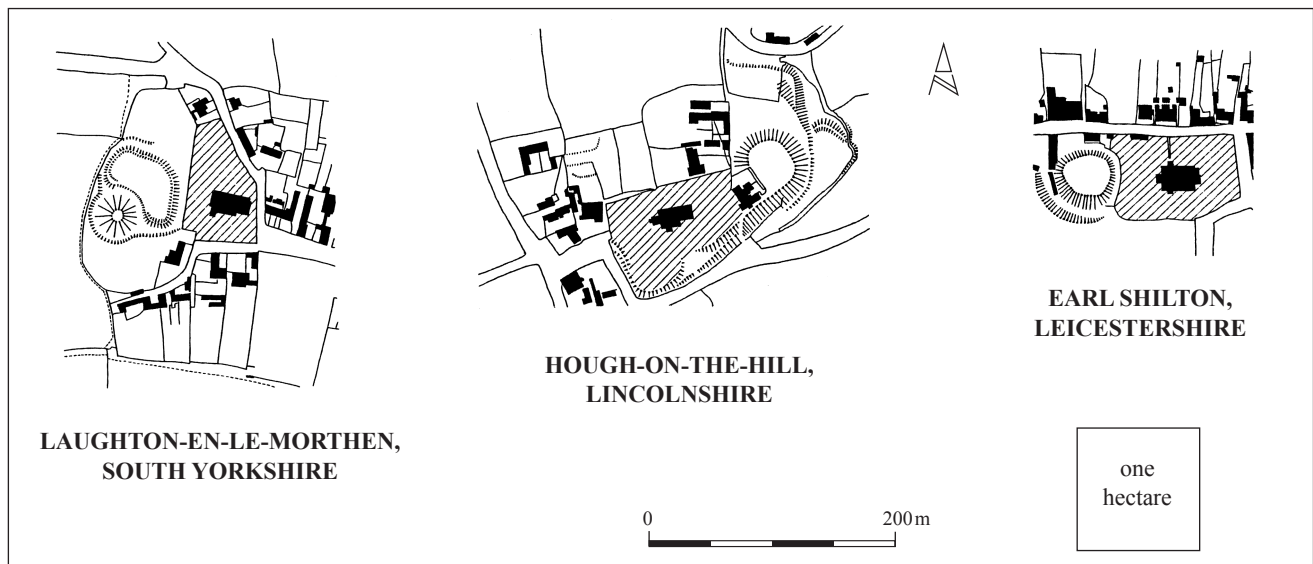 LAUGHTON-EN-LE-MORTHEN,
SOUTH YORKSHIRE
HOUGH-ON-THE-HILL,
LINCOLNSHIRE
EARL SHILTON,
LEICESTERSHIRE
one
hectare
0 200 m